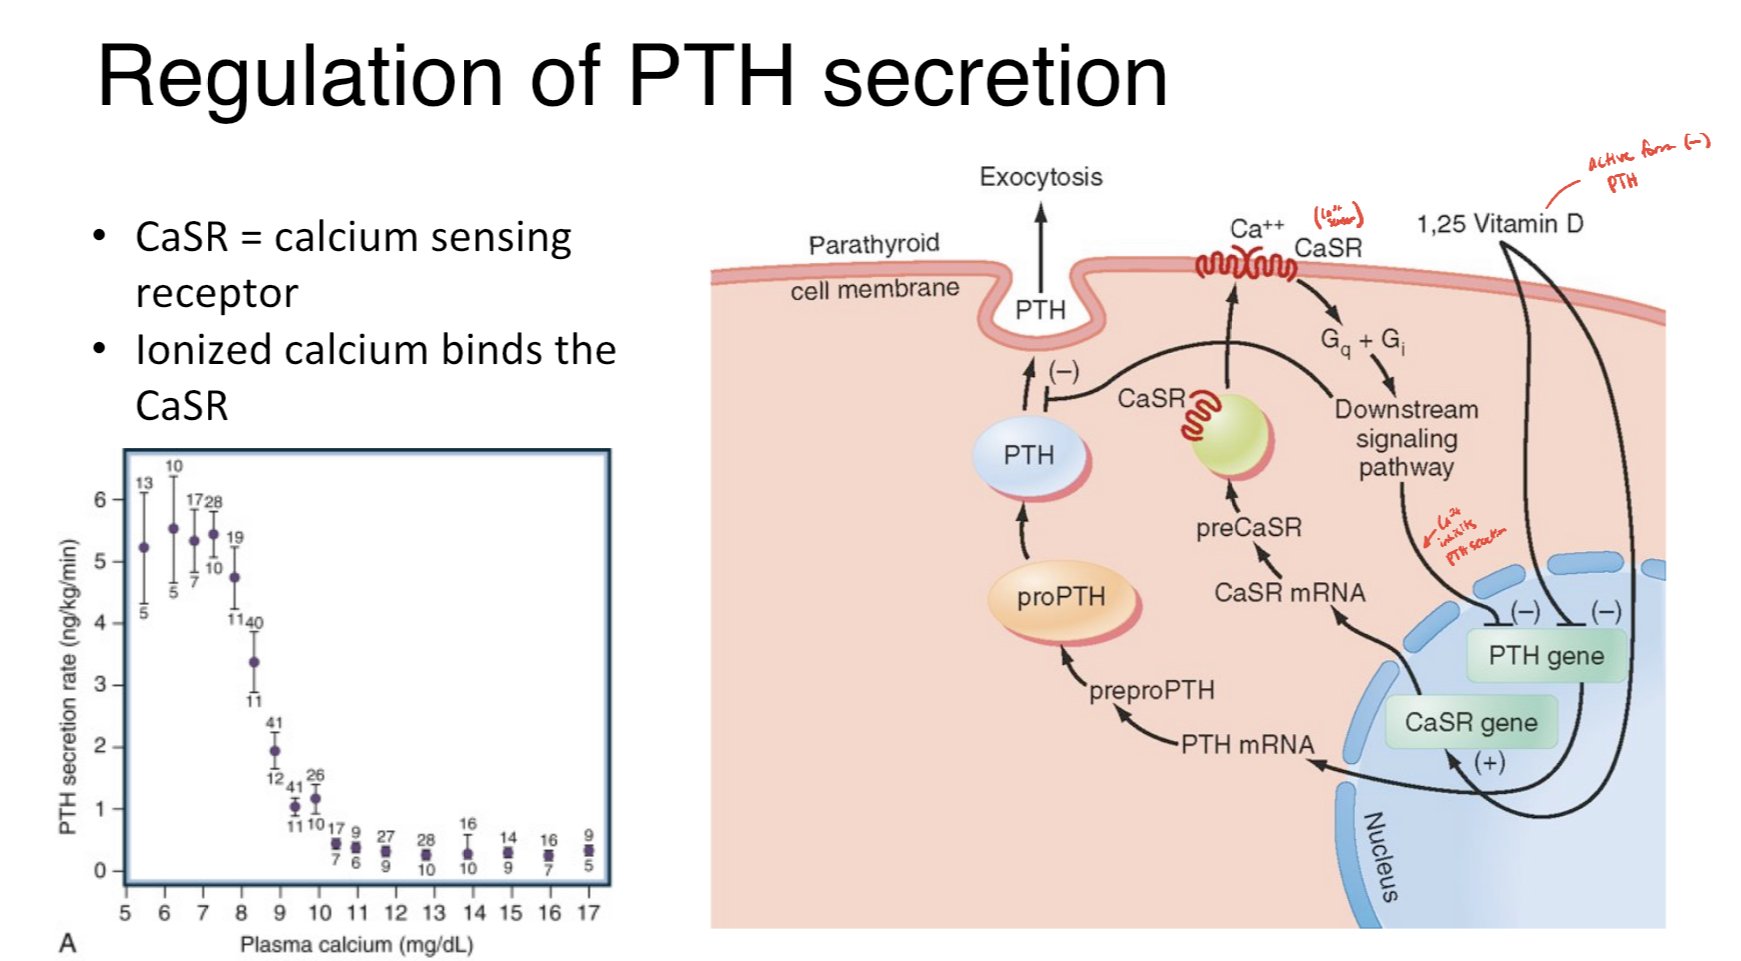 Regulation of PTH secretion
• CaSR = calcium sensing
receptor
• Ionized calcium binds the
CaSR
PTH secretion rate (ng/kg/min)
6
5
4
3
2
1
0
13
5
10
5
17
7
28
10
19
11
40
11
41
12
41
11
26
10
17
7
9
6
27
9
28
10
16
10
14
9
16
7
9
5
5 6 7 8 9 10 11 12 13 14 15 16 17
A
Plasma calcium (mg/dL)
Exocytosis
Parathyroid
cell membrane
PTH
(–)
PTH
proPTH
preproPTH
PTH mRNA
Ca++
(Ca2+
sensor)
CaSR
Gq + Gi
Downstream
signaling
pathway
CaSR
preCaSR
CaSR mRNA
active form (–)
PTH
1,25 Vitamin D
Ca2+
inhibits
PTH secretion
(–)
(–)
PTH gene
CaSR gene
(+)
Nucleus